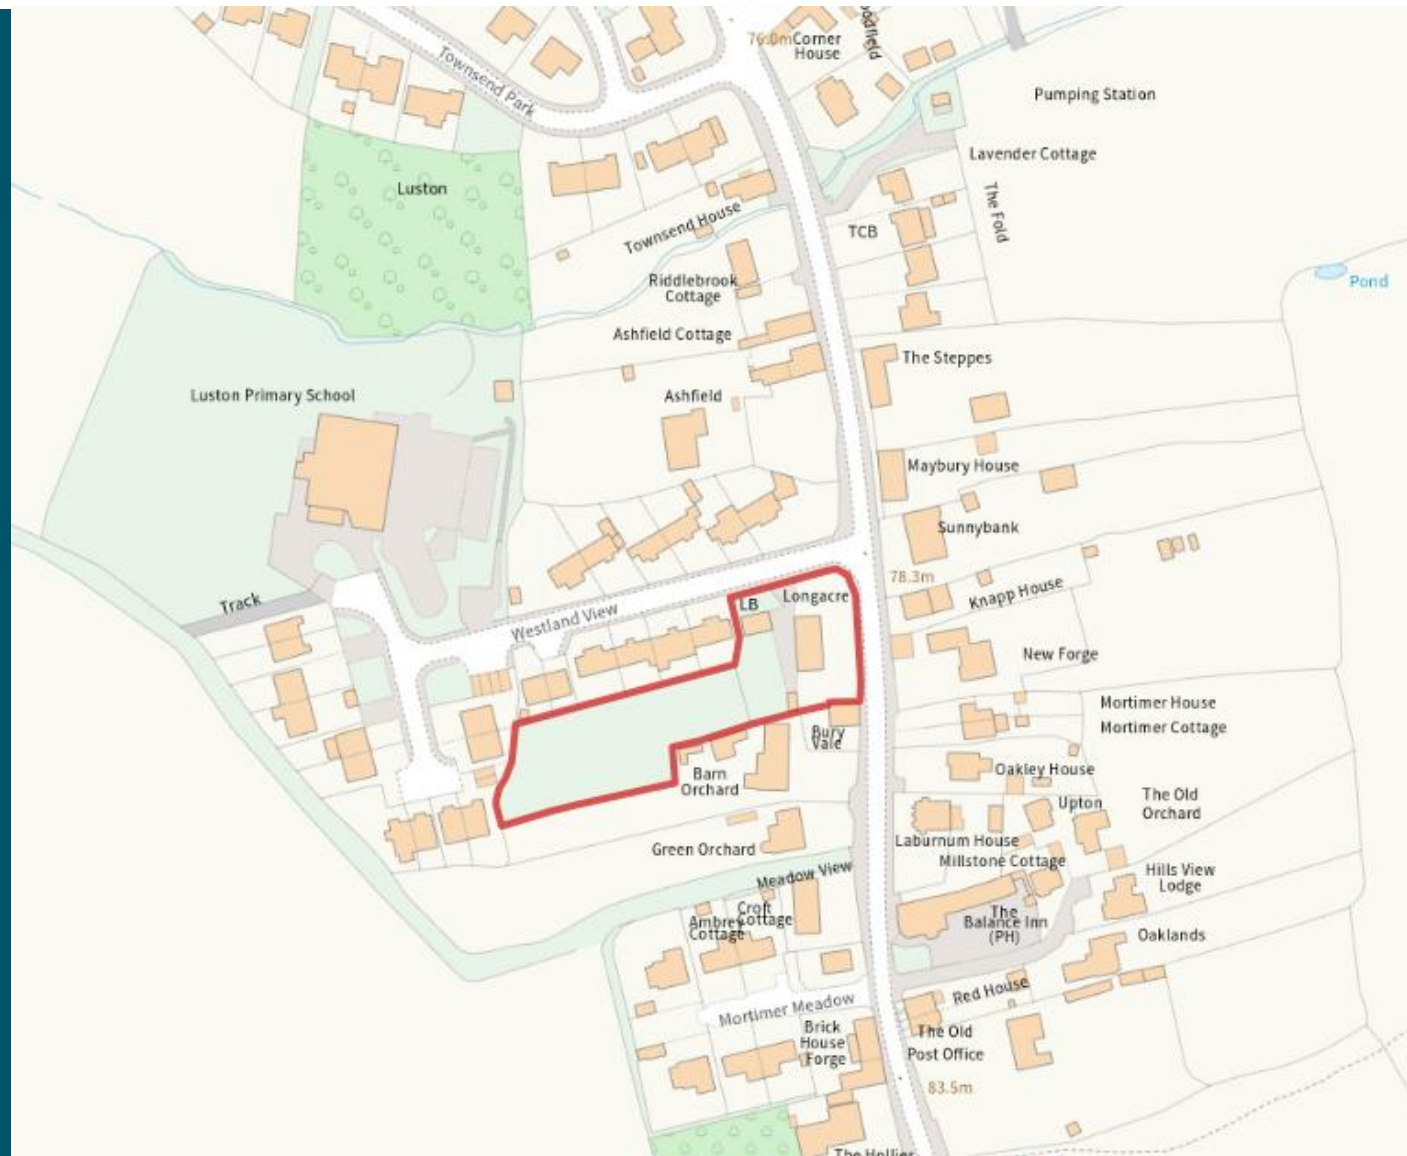 76.0m
Corner
House
Townsend Park
Pumping Station
Lavender Cottage
Luston
The Fold
Townsend House
TCB
Riddlebrook
Cottage
Pond
Ashfield Cottage
The Steppes
Luston Primary School
Ashfield
Maybury House
Sunnybank
78.3m
Knapp House
Track
LB
Longacre
Westland View
New Forge
Mortimer House
Mortimer Cottage
Bury
Vale
Oakley House
Barn
Orchard
Upton
The Old
Orchard
Laburnum House
Green Orchard
Millstone Cottage
Meadow View
Hills View
Lodge
Croft
Cottage
Ambrey
Cottage
The
Balance Inn
(PH)
Oaklands
Red House
Mortimer Meadow
Brick
House
Forge
The Old
Post Office
83.5m